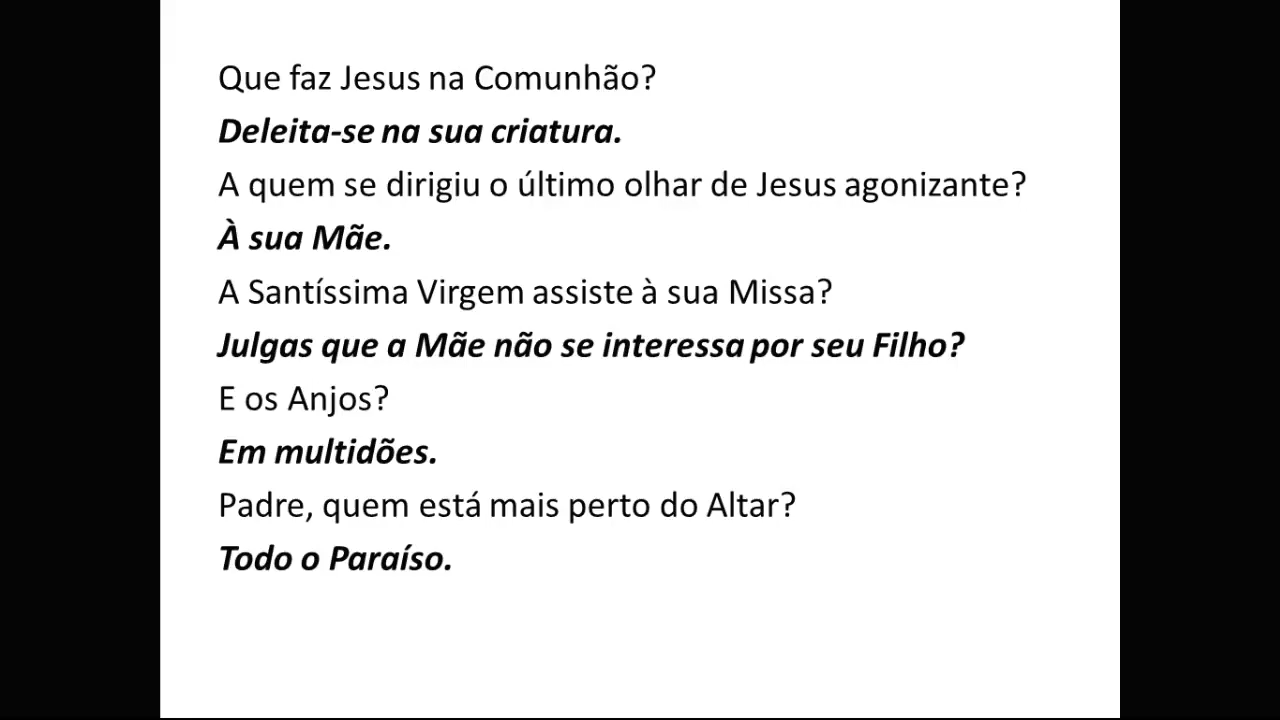 Que faz Jesus na Comunhão?
Deleita-se na sua criatura.
A quem se dirigiu o último olhar de Jesus agonizante?
À sua Mãe.
A Santíssima Virgem assiste à sua Missa?
Julgas que a Mãe não se interessa por seu Filho?
E os Anjos?
Em multidões.
Padre, quem está mais perto do Altar?
Todo o Paraíso.